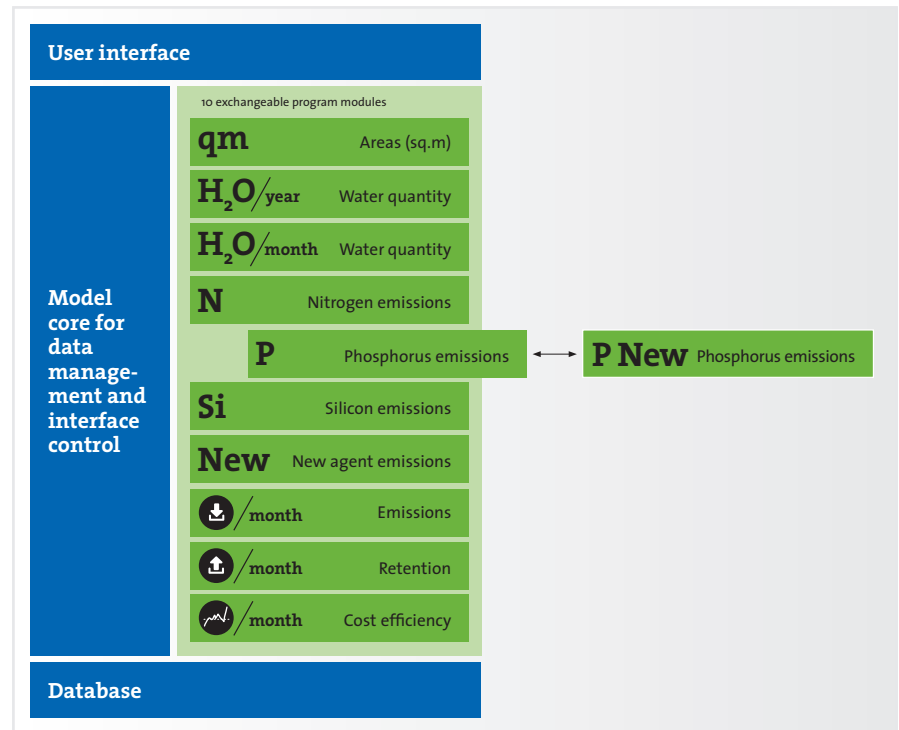 User interface
10 exchangeable program modules
qm Areas (sq.m)
H₂O/year Water quantity
H₂O/month Water quantity
N Nitrogen emissions
P Phosphorus emissions
P New Phosphorus emissions
Si Silicon emissions
New New agent emissions
/month Emissions
/month Retention
/month Cost efficiency
Model
core for
data
manage-
ment and
interface
control
Database